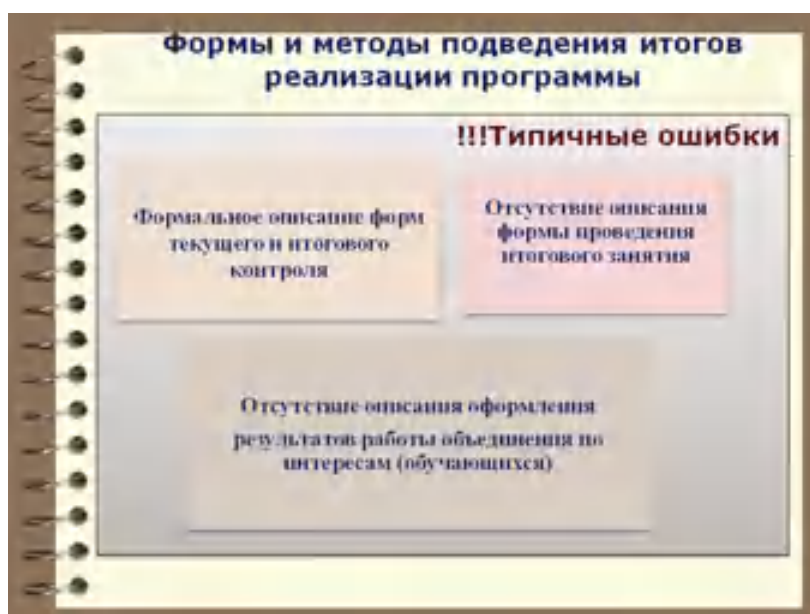 Формы и методы подведения итогов
реализации программы
!!!Типичные ошибки
Формальное описание форм
текущего и итогового
контроля
Отсутствие описания
формы проведения
итогового занятия
Отсутствие описания оформления
результатов работы объединения по
интересам (обучающихся)